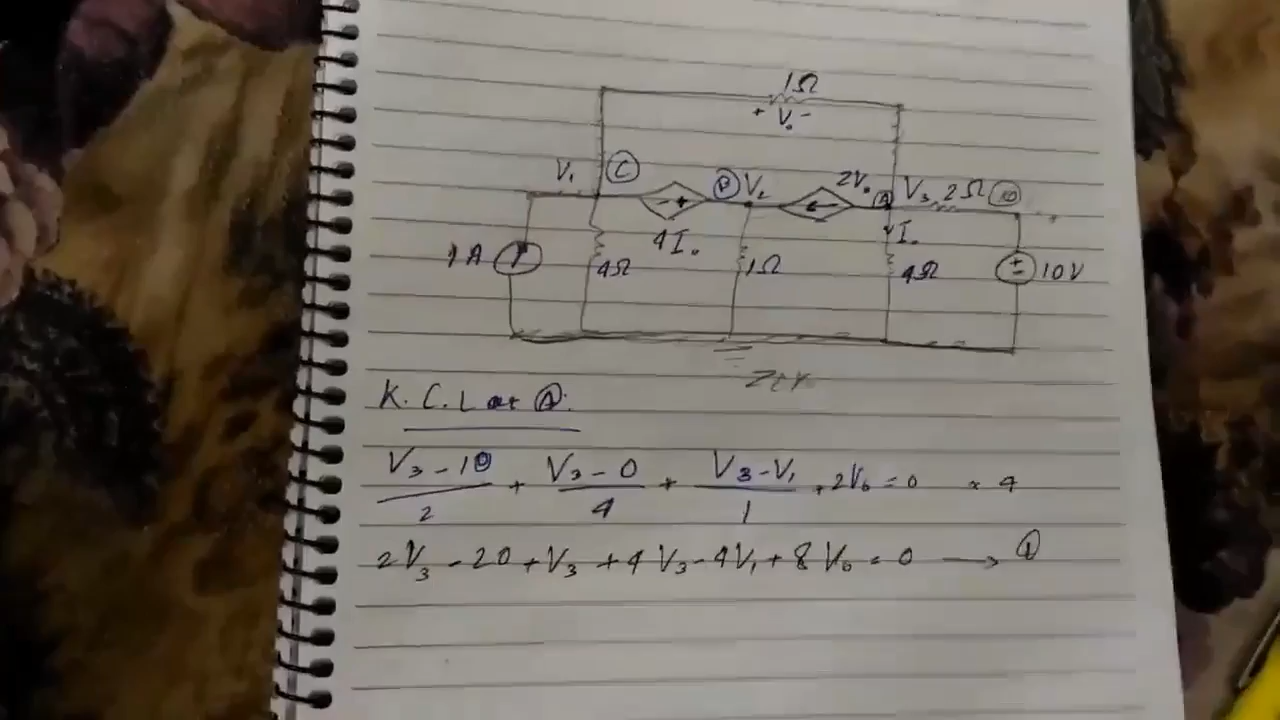 1Ω
+ V₀ -
V₁ C B V₂ 2V₀ A V₃ 2Ω 10
4I₀ I₀
1A 4Ω 1Ω 4Ω + - 10V
K.C.L at A.
(V₃-10)/2 + (V₃-0)/4 + (V₃-V₁)/1 + 2V₀ = 0 × 4
2V₃ - 20 + V₃ + 4V₃ - 4V₁ + 8V₀ = 0 → 1